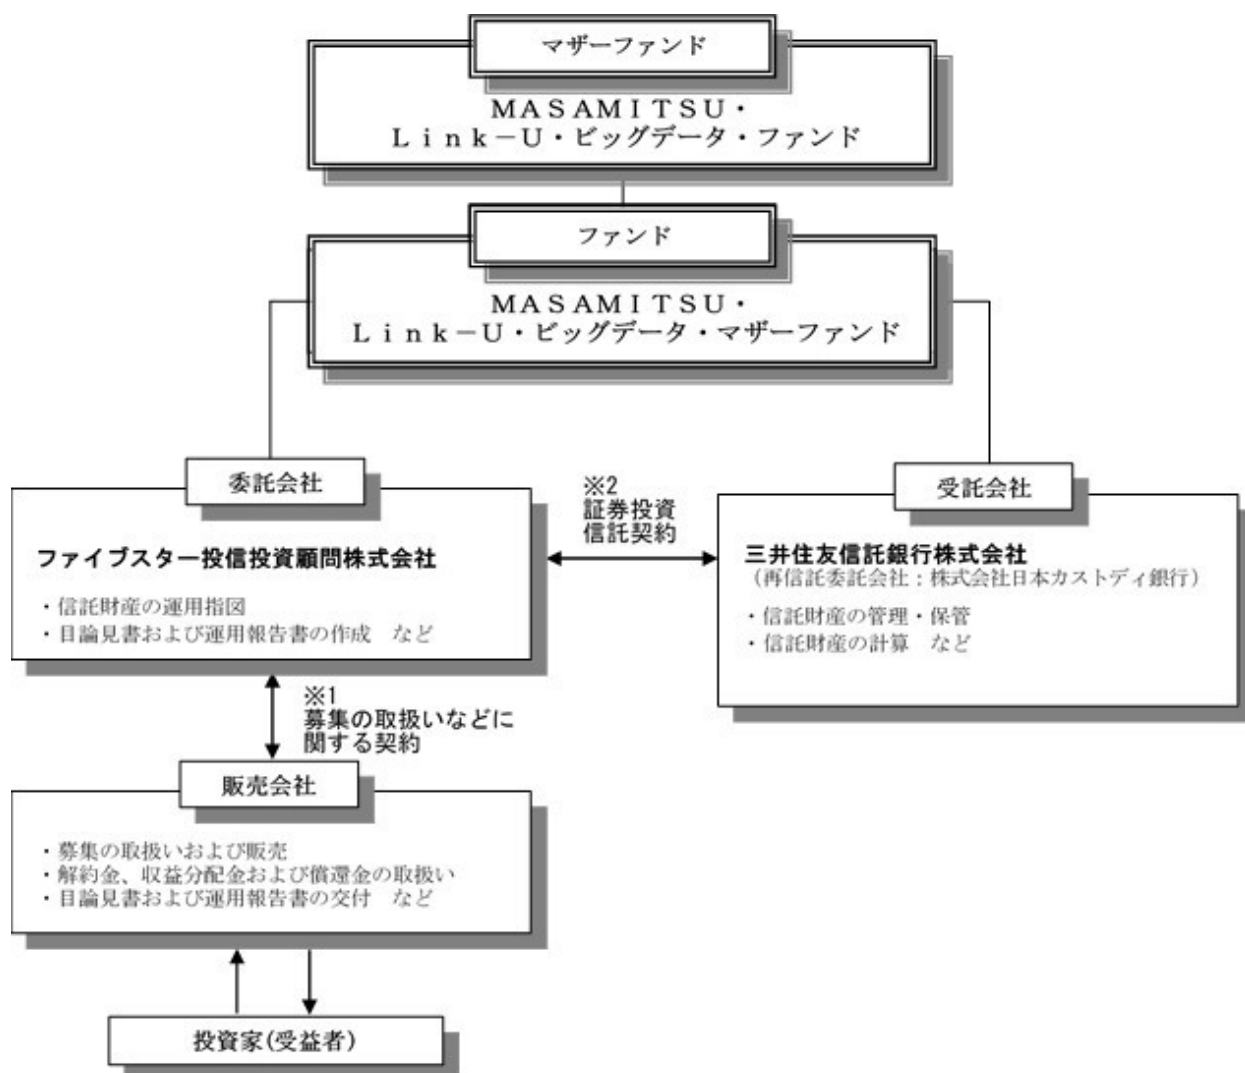 マザーファンド
MASAMITSU・
Link-U・ビッグデータ・ファンド
ファンド
MASAMITSU・
Link-U・ビッグデータ・マザーファンド
委託会社
ファイブスター投信投資顧問株式会社
・信託財産の運用指図
・目論見書および運用報告書の作成 など
※2
証券投資
信託契約
受託会社
三井住友信託銀行株式会社
(再信託委託会社:株式会社日本カストディ銀行)
・信託財産の管理・保管
・信託財産の計算 など
※1
募集の取扱いなどに
関する契約
販売会社
・募集の取扱いおよび販売
・解約金、収益分配金および償還金の取扱い
・目論見書および運用報告書の交付 など
投資家(受益者)